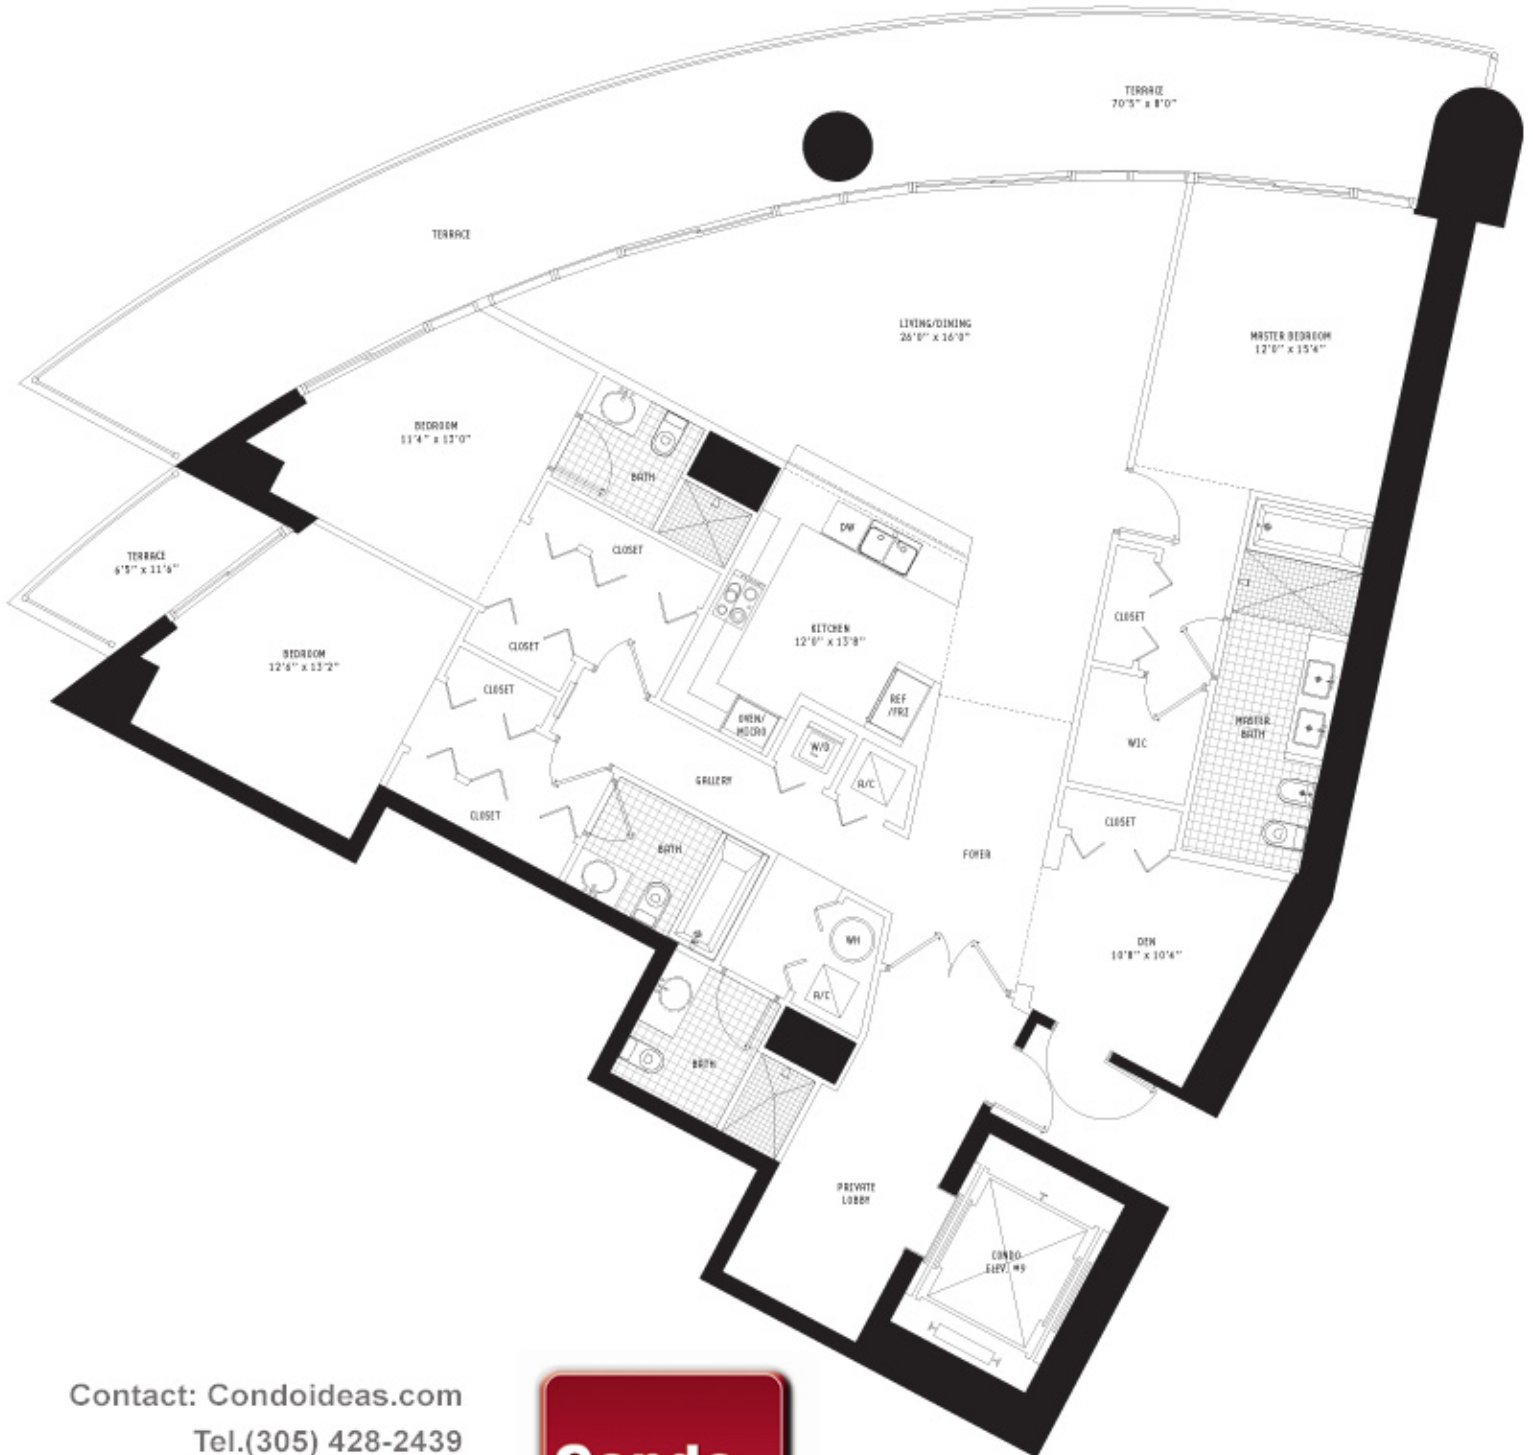 TERRACE
70'5" x 8'0"
TERRACE
LIVING/DINING
26'0" x 16'0"
MASTER BEDROOM
12'0" x 15'4"
BEDROOM
11'4" x 13'0"
BATH
DW
CLOSET
TERRACE
6'5" x 11'6"
KITCHEN
12'0" x 13'8"
CLOSET
BEDROOM
12'6" x 13'2"
CLOSET
CLOSET
REF
/FRZ
OVEN/
MICRO
W/D
MASTER
BATH
WIC
GALLERY
A/C
CLOSET
CLOSET
BATH
FOYER
WH
DEN
10'8" x 10'4"
A/C
BATH
PRIVATE
LOBBY
CONDO
ELEV. #9
Contact: Condoideas.com
Tel.(305) 428-2439
Condo